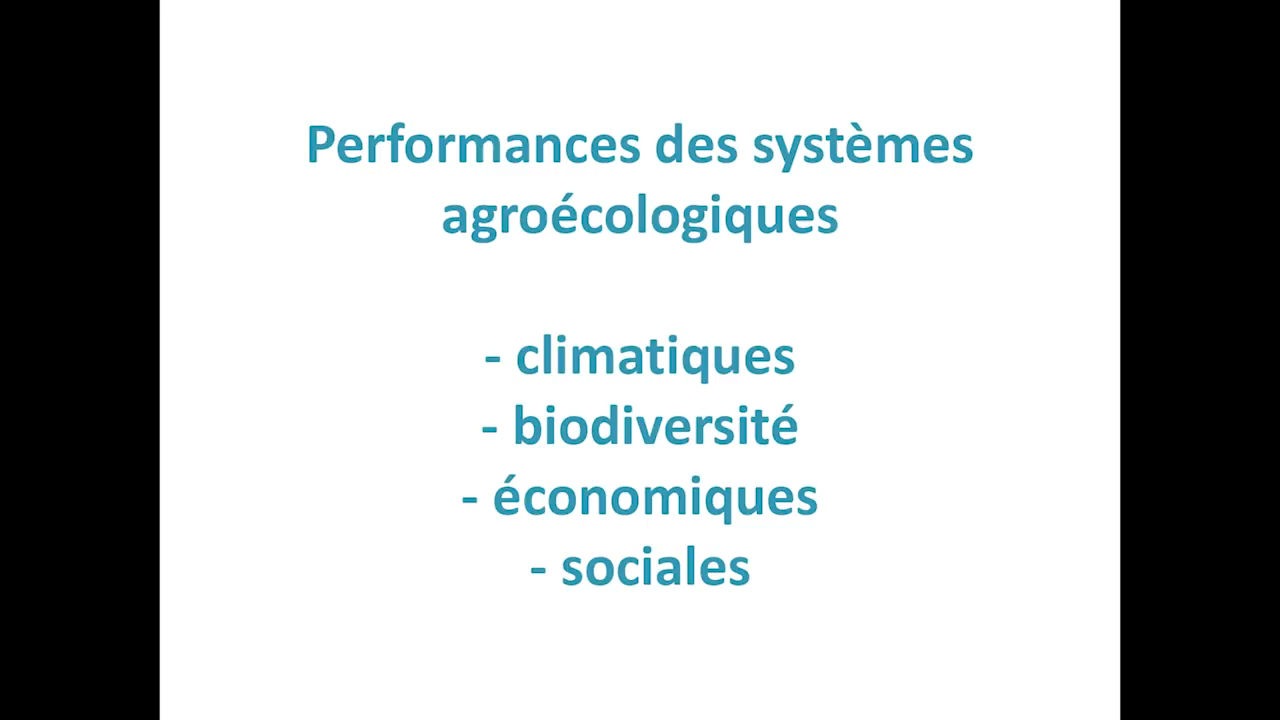 Performances des systèmes
agroécologiques
- climatiques
- biodiversité
- économiques
- sociales